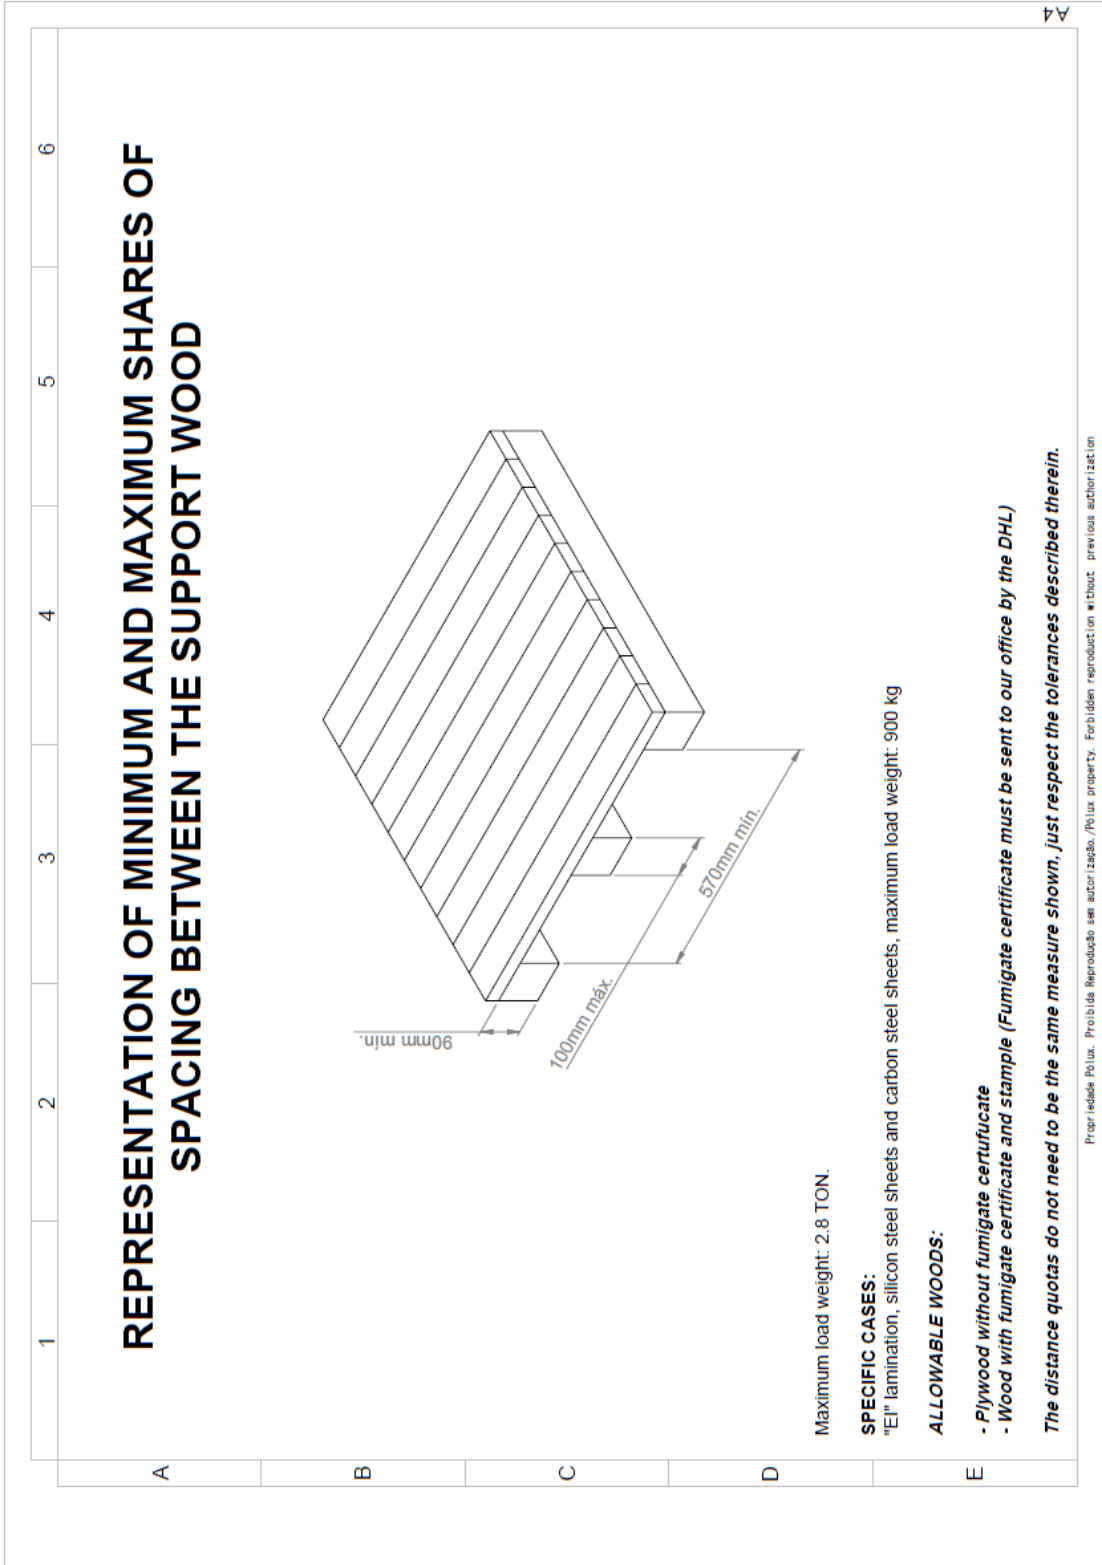 1 2 3 4 5 6
A4
REPRESENTATION OF MINIMUM AND MAXIMUM SHARES OF
SPACING BETWEEN THE SUPPORT WOOD
A
B
C
D
E
90mm mín.
100mm máx.
570mm mín.
Maximum load weight: 2.8 TON.
SPECIFIC CASES:
"EI" lamination, silicon steel sheets and carbon steel sheets, maximum load weight: 900 kg
ALLOWABLE WOODS:
- Plywood without fumigate certufucate
- Wood with fumigate certificate and stample (Fumigate certificate must be sent to our office by the DHL)
The distance quotas do not need to be the same measure shown, just respect the tolerances described therein.
Propriedade Pólux. Proibida Reprodução sem autorização./Pólux property. Forbidden reproduction without previous authorization